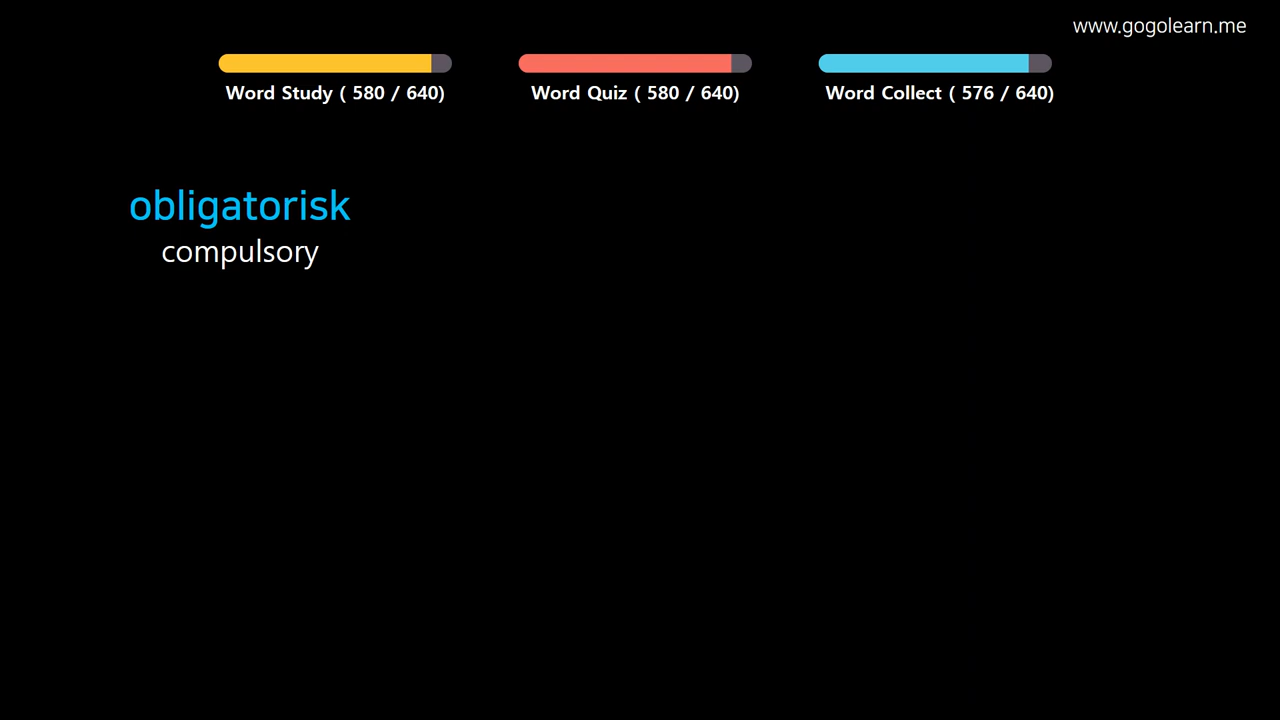 www.gogolearn.me
Word Study ( 580 / 640)
Word Quiz ( 580 / 640)
Word Collect ( 576 / 640)
obligatorisk
compulsory